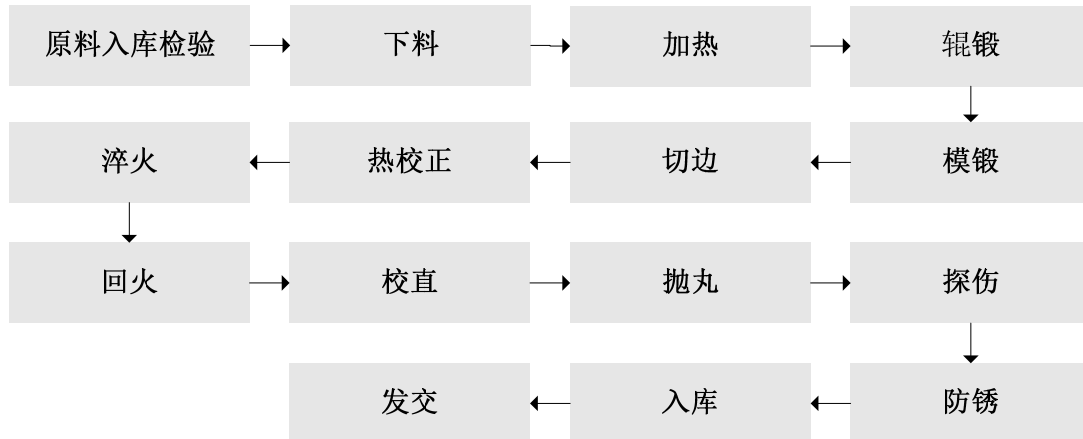 原料入库检验
下料
加热
辊锻
模锻
切边
热校正
淬火
回火
校直
抛丸
探伤
防锈
入库
发交